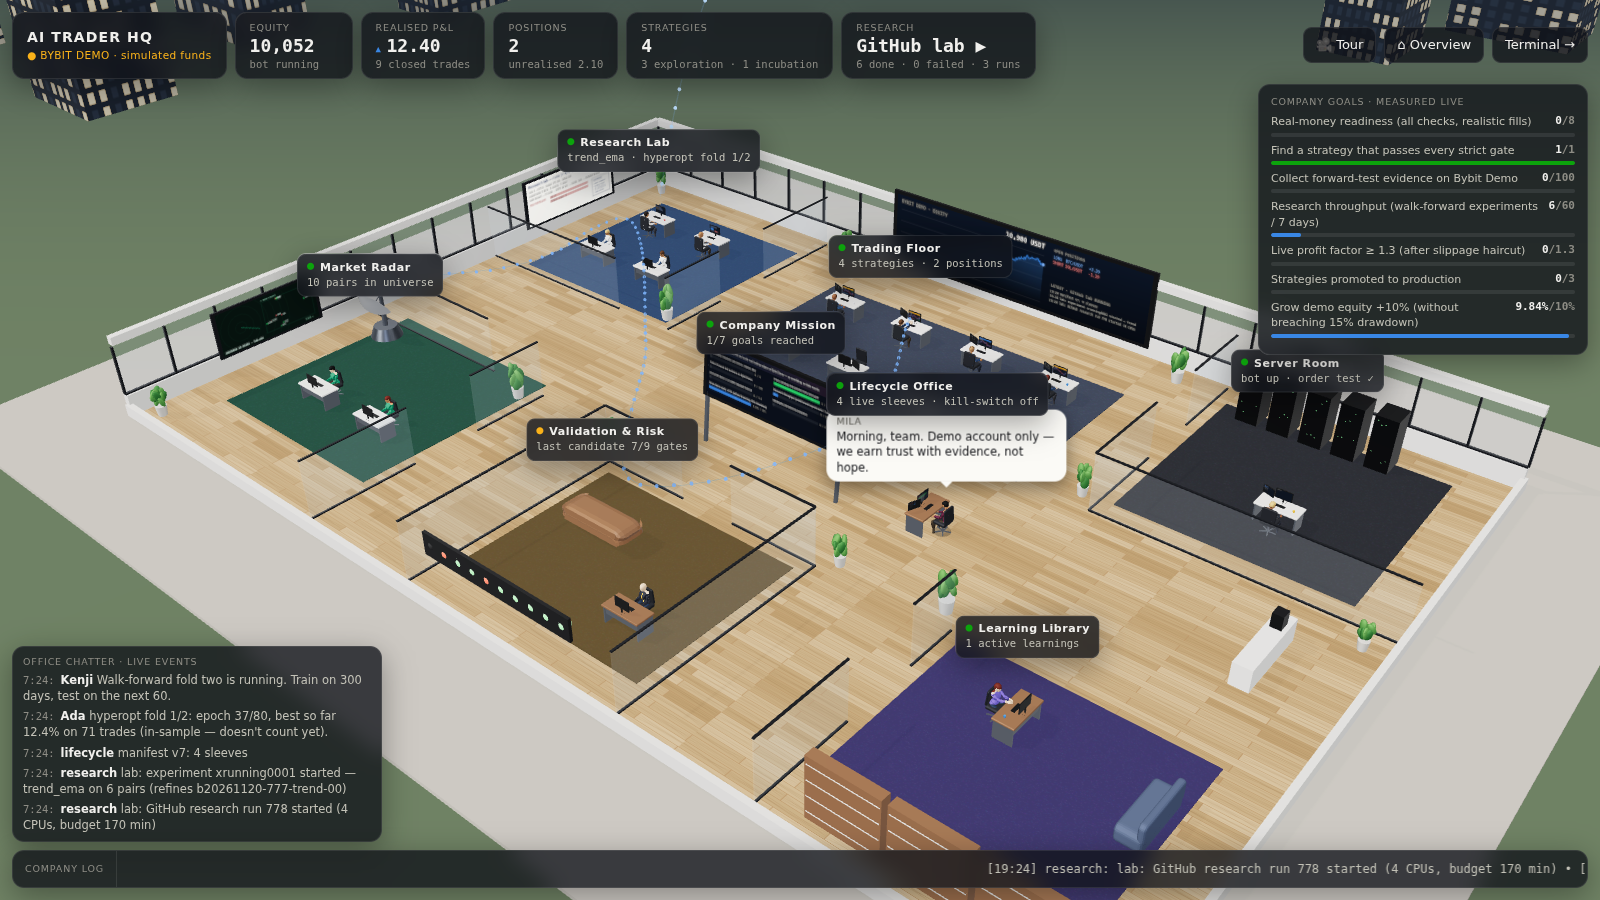 AI TRADER HQ
BYBIT DEMO · simulated funds
EQUITY
10,052
bot running
REALISED P&L
▲ 12.40
9 closed trades
POSITIONS
2
unrealised 2.10
STRATEGIES
4
3 exploration · 1 incubation
RESEARCH
GitHub lab ▶
6 done · 0 failed · 3 runs
Tour
⌂ Overview
Terminal →
COMPANY GOALS · MEASURED LIVE
Real-money readiness (all checks, realistic fills) 0/8
Find a strategy that passes every strict gate 1/1
Collect forward-test evidence on Bybit Demo 0/100
Research throughput (walk-forward experiments 6/60
/ 7 days)
Live profit factor ≥ 1.3 (after slippage haircut) 0/1.3
Strategies promoted to production 0/3
Grow demo equity +10% (without 9.84%/10%
breaching 15% drawdown)
Research Lab
trend_ema · hyperopt fold 1/2
Market Radar
10 pairs in universe
Trading Floor
4 strategies · 2 positions
BYBIT DEMO · EQUITY
Company Mission
1/7 goals reached
Server Room
bot up · order test ✓
Lifecycle Office
4 live sleeves · kill-switch off
MILA
Morning, team. Demo account only —
we earn trust with evidence, not
hope.
Validation & Risk
last candidate 7/9 gates
Learning Library
1 active learnings
OFFICE CHATTER · LIVE EVENTS
7:24: Kenji Walk-forward fold two is running. Train on 300
days, test on the next 60.
7:24: Ada hyperopt fold 1/2: epoch 37/80, best so far
12.4% on 71 trades (in-sample — doesn't count yet).
7:24: lifecycle manifest v7: 4 sleeves
7:24: research lab: experiment xrunning0001 started —
trend_ema on 6 pairs (refines b20261120-777-trend-00)
7:24: research lab: GitHub research run 778 started (4
CPUs, budget 170 min)
COMPANY LOG
[19:24] research: lab: GitHub research run 778 started (4 CPUs, budget 170 min) • [